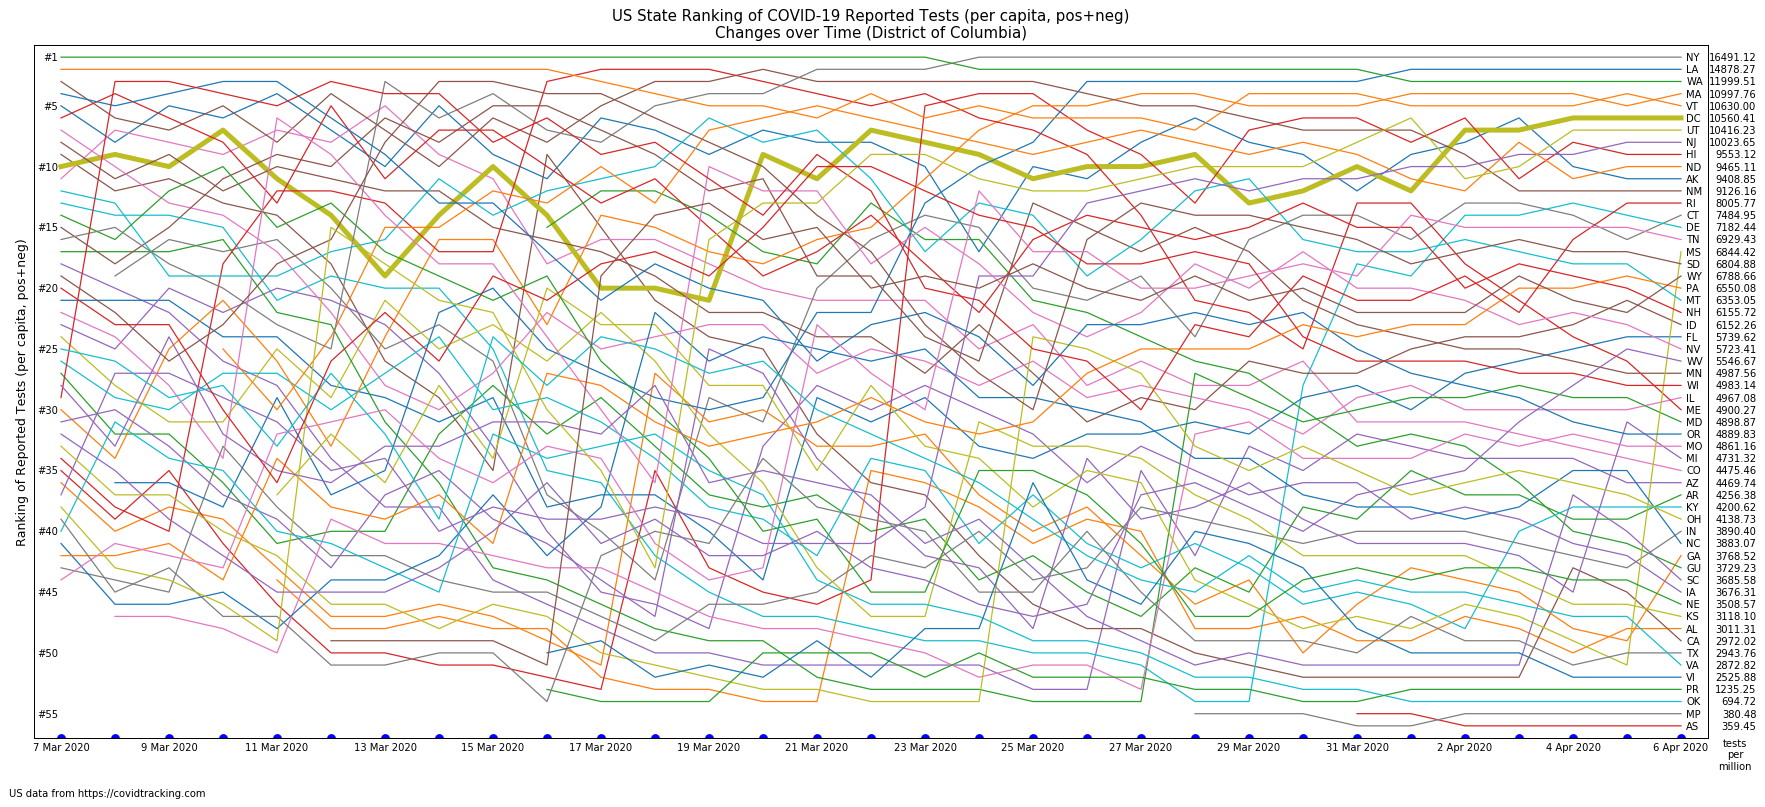 US State Ranking of COVID-19 Reported Tests (per capita, pos+neg)
Changes over Time (District of Columbia)
Ranking of Reported Tests (per capita, pos+neg)
#1
#5
#10
#15
#20
#25
#30
#35
#40
#45
#50
#55
NY 16491.12
LA 14878.27
WA 11999.51
MA 10997.76
VT 10630.00
DC 10560.41
UT 10416.23
NJ 10023.65
HI 9553.12
ND 9465.11
AK 9408.85
NM 9126.16
RI 8005.77
CT 7484.95
DE 7182.44
TN 6929.43
MS 6844.42
SD 6804.88
WY 6788.66
PA 6550.08
MT 6353.05
NH 6155.72
ID 6152.26
FL 5739.62
NV 5723.41
WV 5546.67
MN 4987.56
WI 4983.14
IL 4967.08
ME 4900.27
MD 4898.87
OR 4889.83
MO 4861.16
MI 4731.32
CO 4475.46
AZ 4469.74
AR 4256.38
KY 4200.62
OH 4138.73
IN 3890.40
NC 3883.07
GA 3768.52
GU 3729.23
SC 3685.58
IA 3676.31
NE 3508.57
KS 3118.10
AL 3011.31
CA 2972.02
TX 2943.76
VA 2872.82
VI 2525.88
PR 1235.25
OK 694.72
MP 380.48
AS 359.45
7 Mar 2020
9 Mar 2020
11 Mar 2020
13 Mar 2020
15 Mar 2020
17 Mar 2020
19 Mar 2020
21 Mar 2020
23 Mar 2020
25 Mar 2020
27 Mar 2020
29 Mar 2020
31 Mar 2020
2 Apr 2020
4 Apr 2020
6 Apr 2020
tests
per
million
US data from https://covidtracking.com